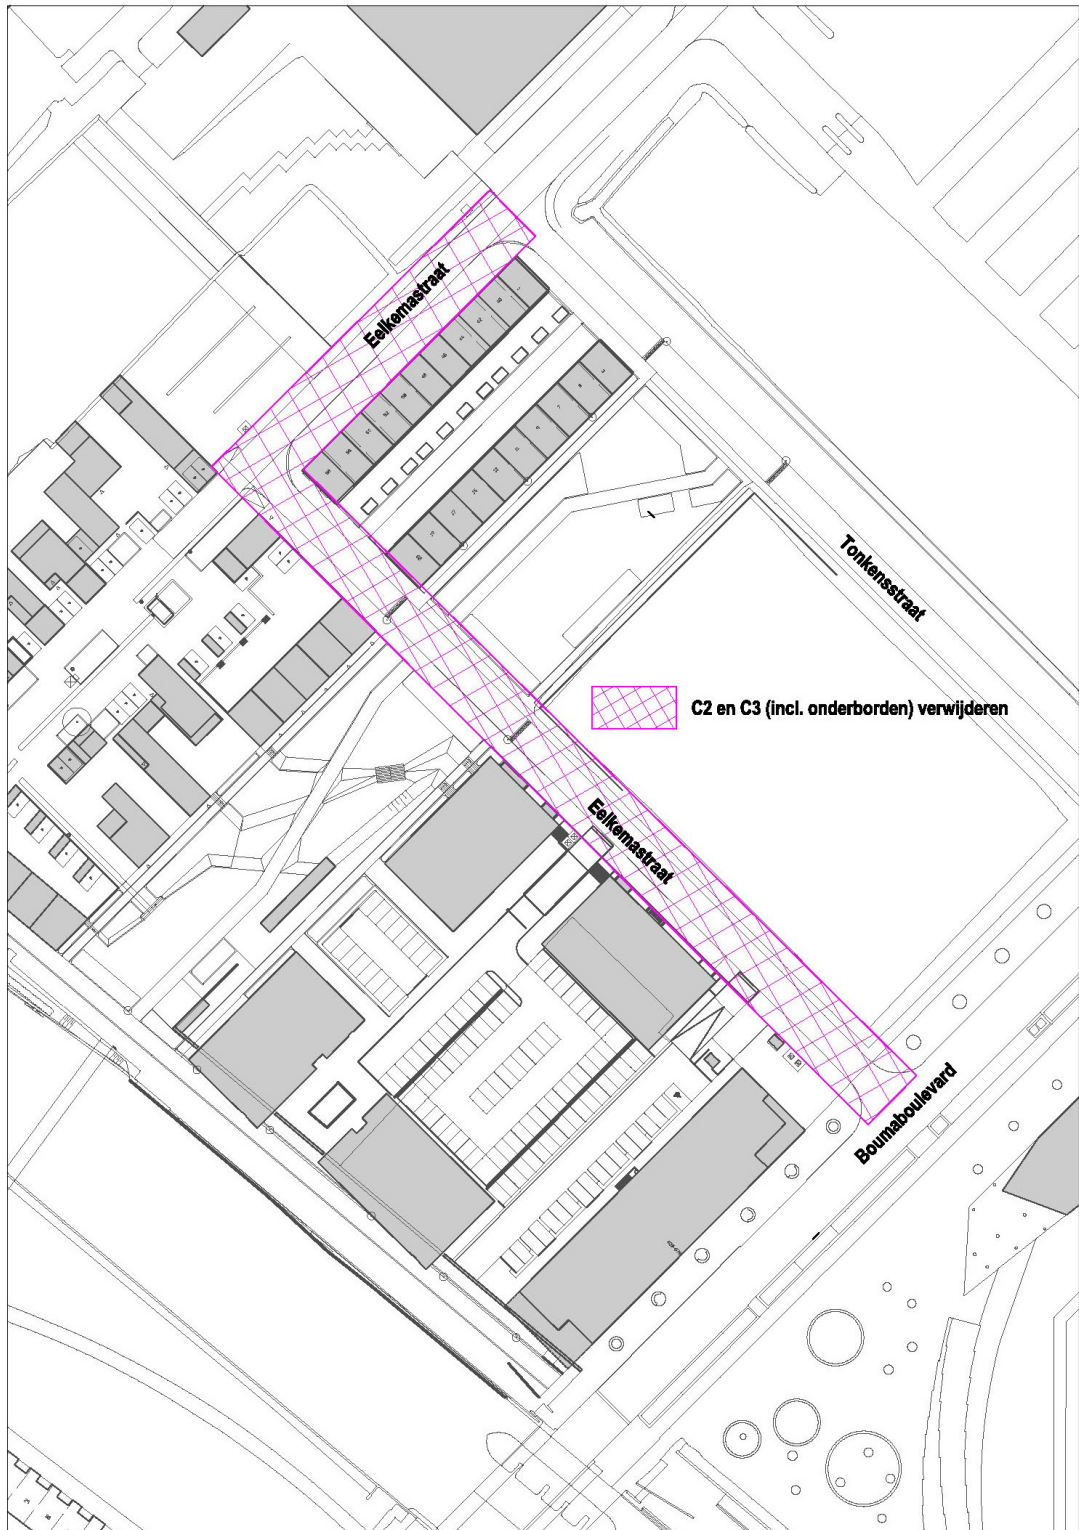 Eelkemastraat
Tonkensstraat
C2 en C3 (incl. onderborden) verwijderen
Eelkemastraat
Boumaboulevard